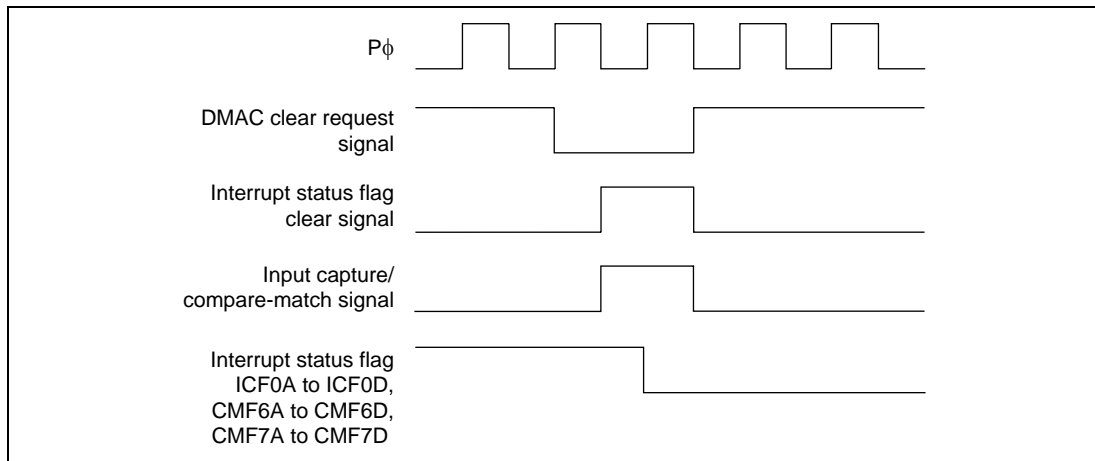 Pϕ
DMAC clear request
signal
Interrupt status flag
clear signal
Input capture/
compare-match signal
Interrupt status flag
ICF0A to ICF0D,
CMF6A to CMF6D,
CMF7A to CMF7D